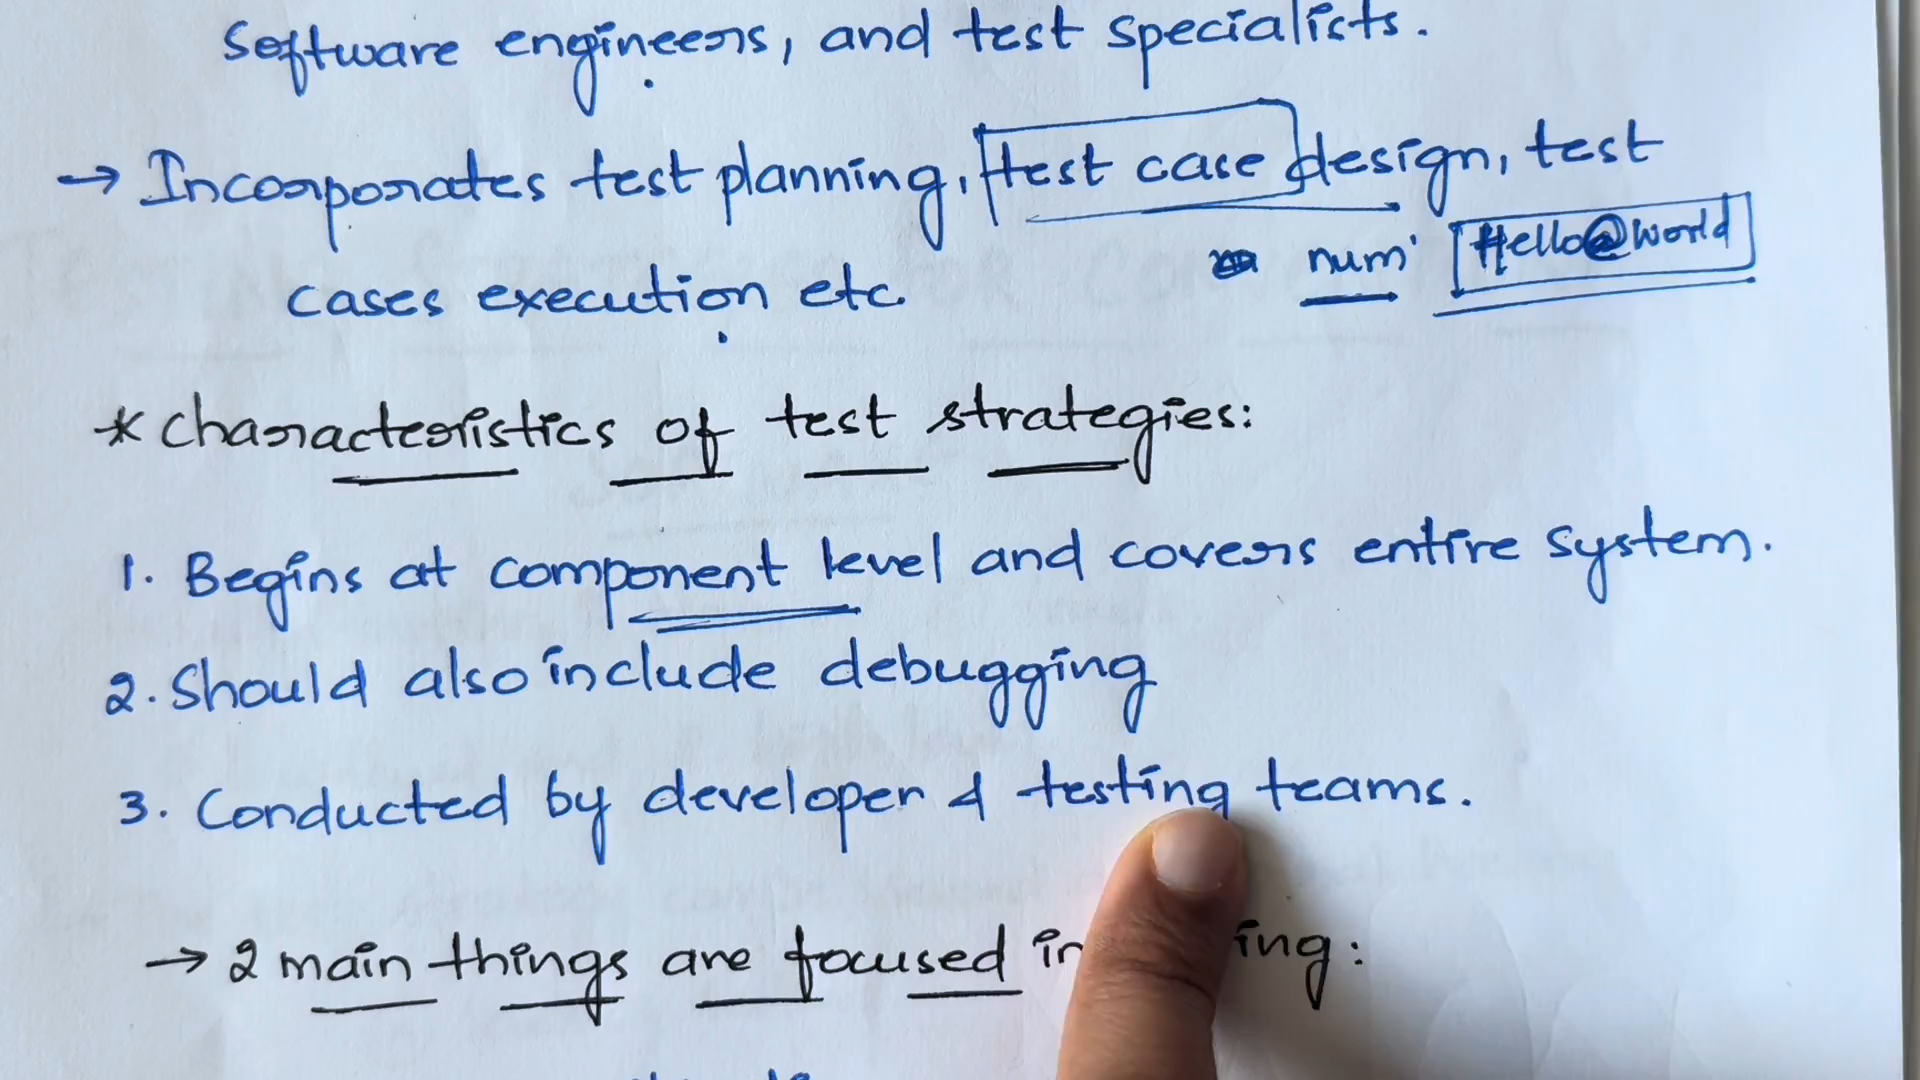 Software engineers, and test specialists.
→ Incorporates test planning, test case design, test
num Hello@World
cases execution etc.
* Characteristics of test strategies:
1. Begins at component level and covers entire system.
2. Should also include debugging
3. Conducted by developer & testing teams.
→ 2 main things are focused in ing: